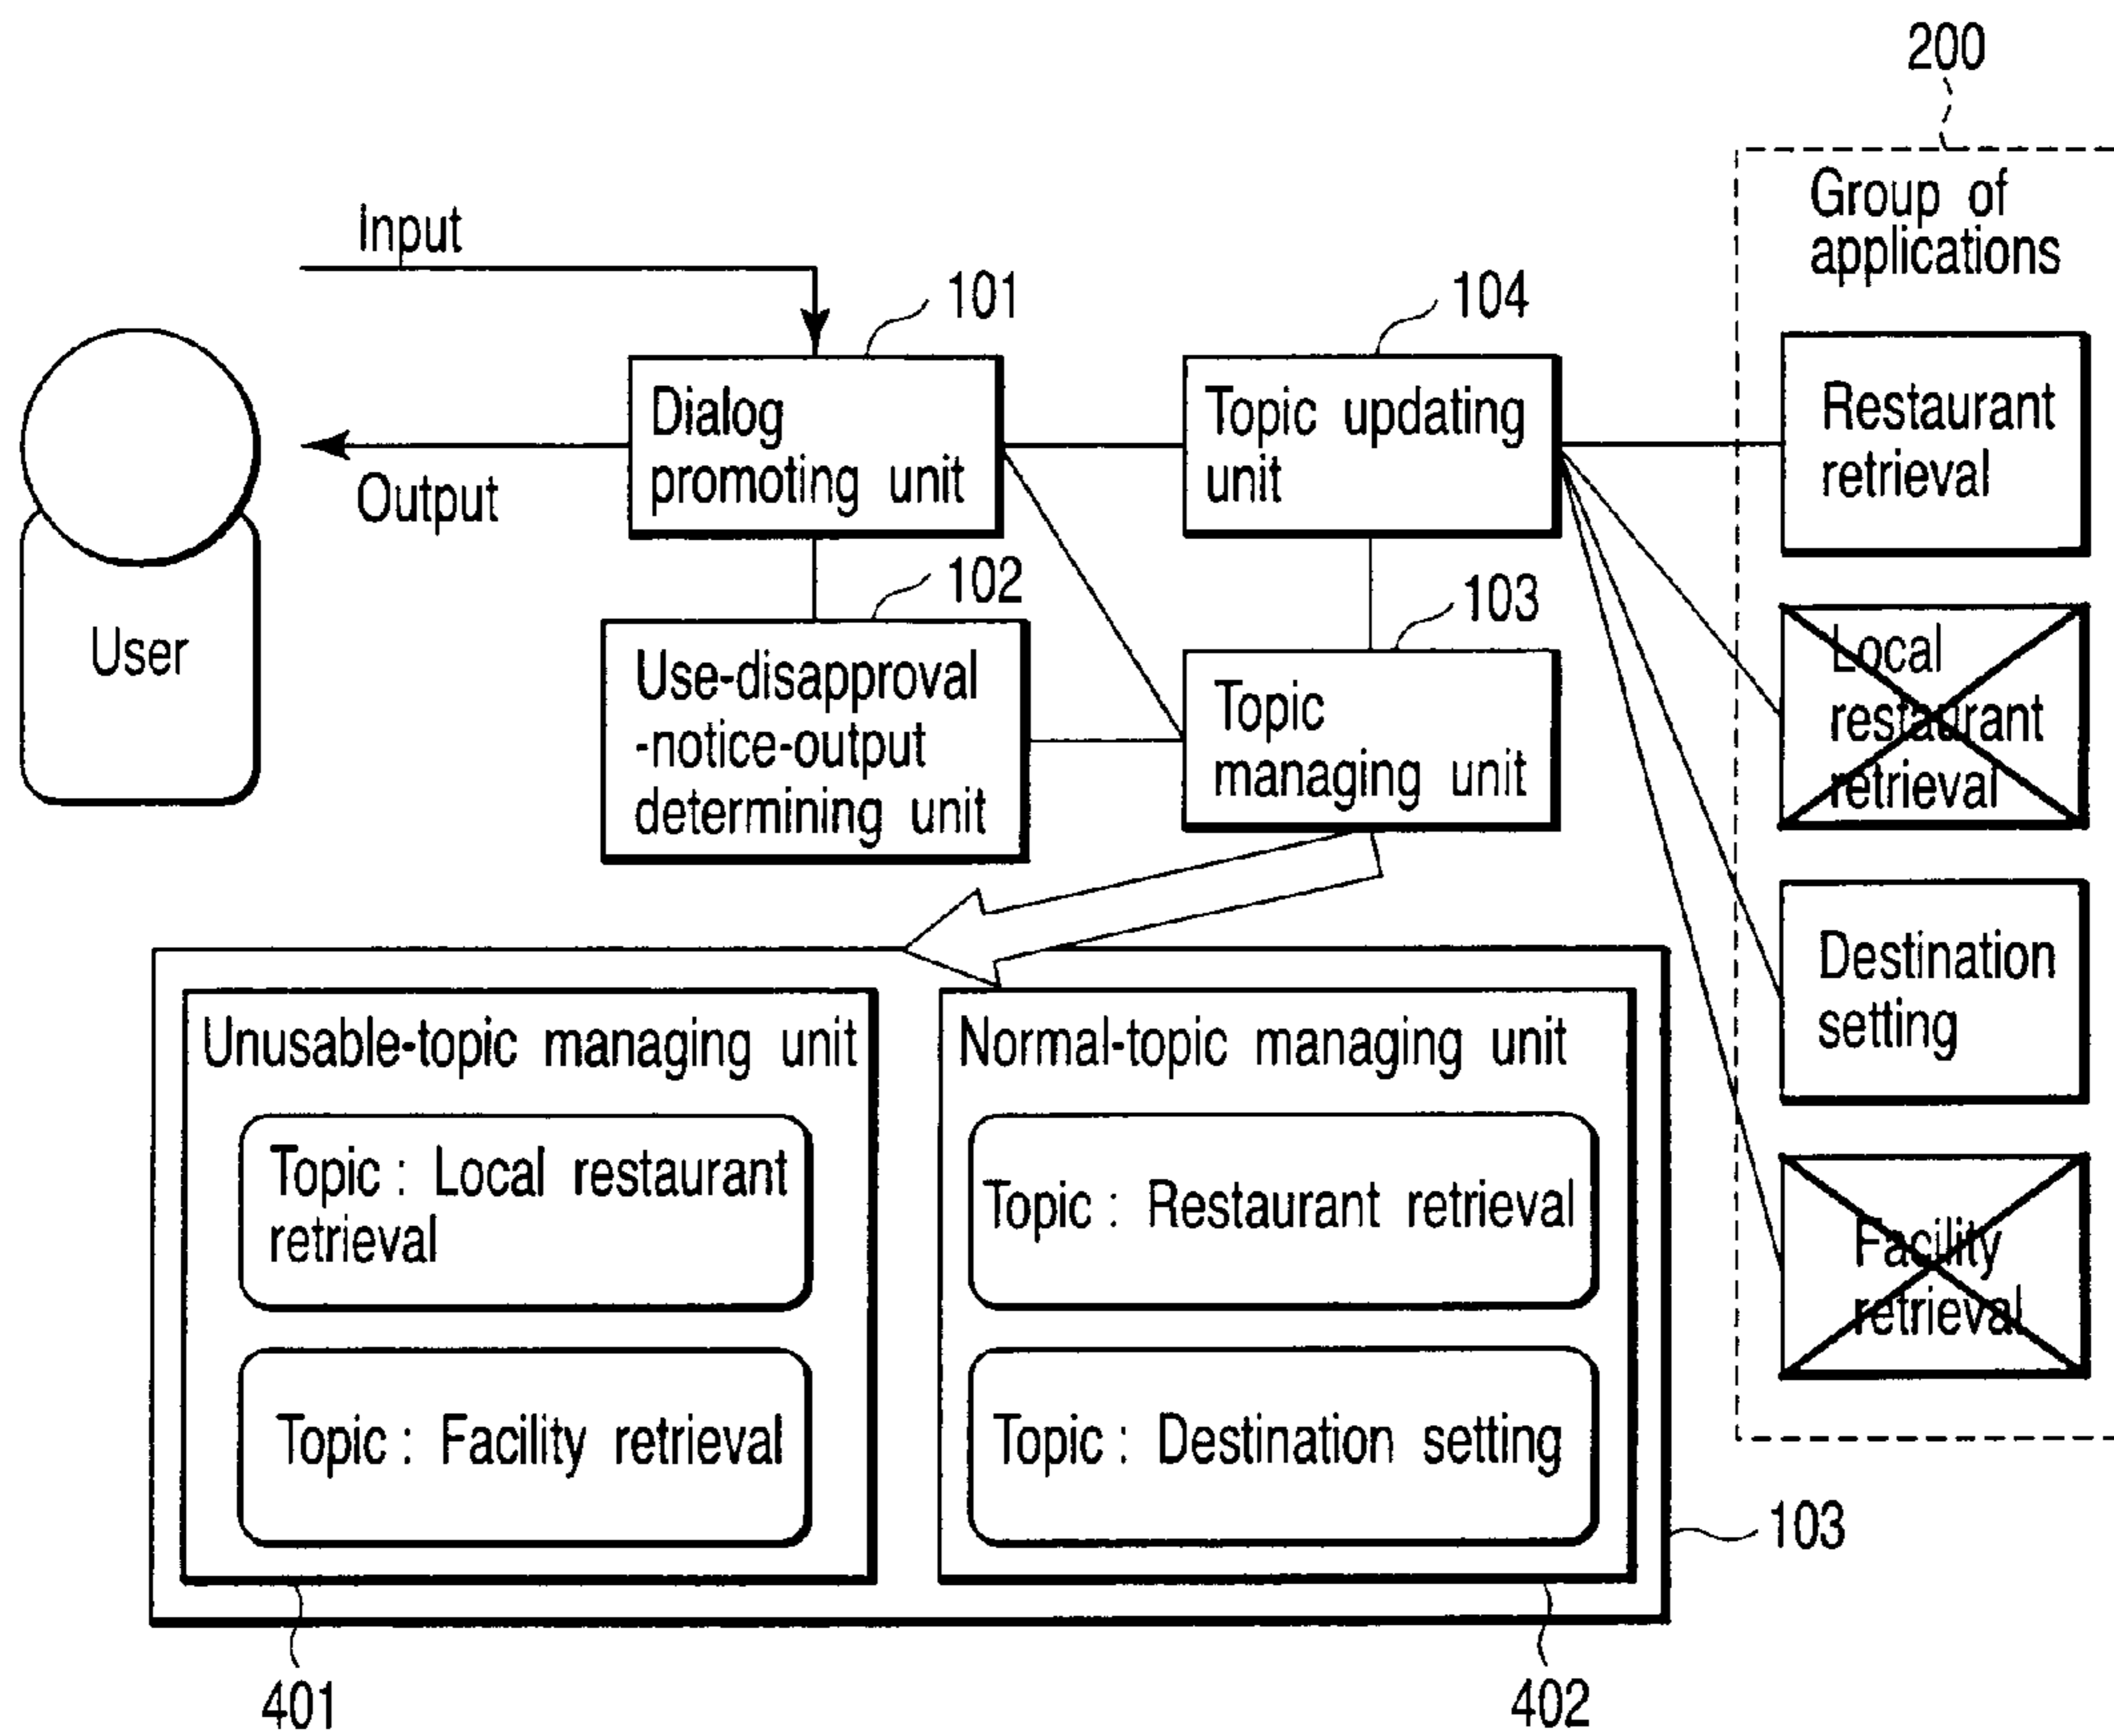 200
Group of
applications
Input
101
104
Dialog
promoting unit
Topic updating
unit
Restaurant
retrieval
Output
102
103
User
Use-disapproval
-notice-output
determining unit
Topic
managing unit
Local
restaurant
retrieval
Destination
setting
Unusable-topic managing unit
Normal-topic managing unit
Topic : Local restaurant
retrieval
Topic : Restaurant retrieval
Facility
retrieval
Topic : Facility retrieval
Topic : Destination setting
103
401
402